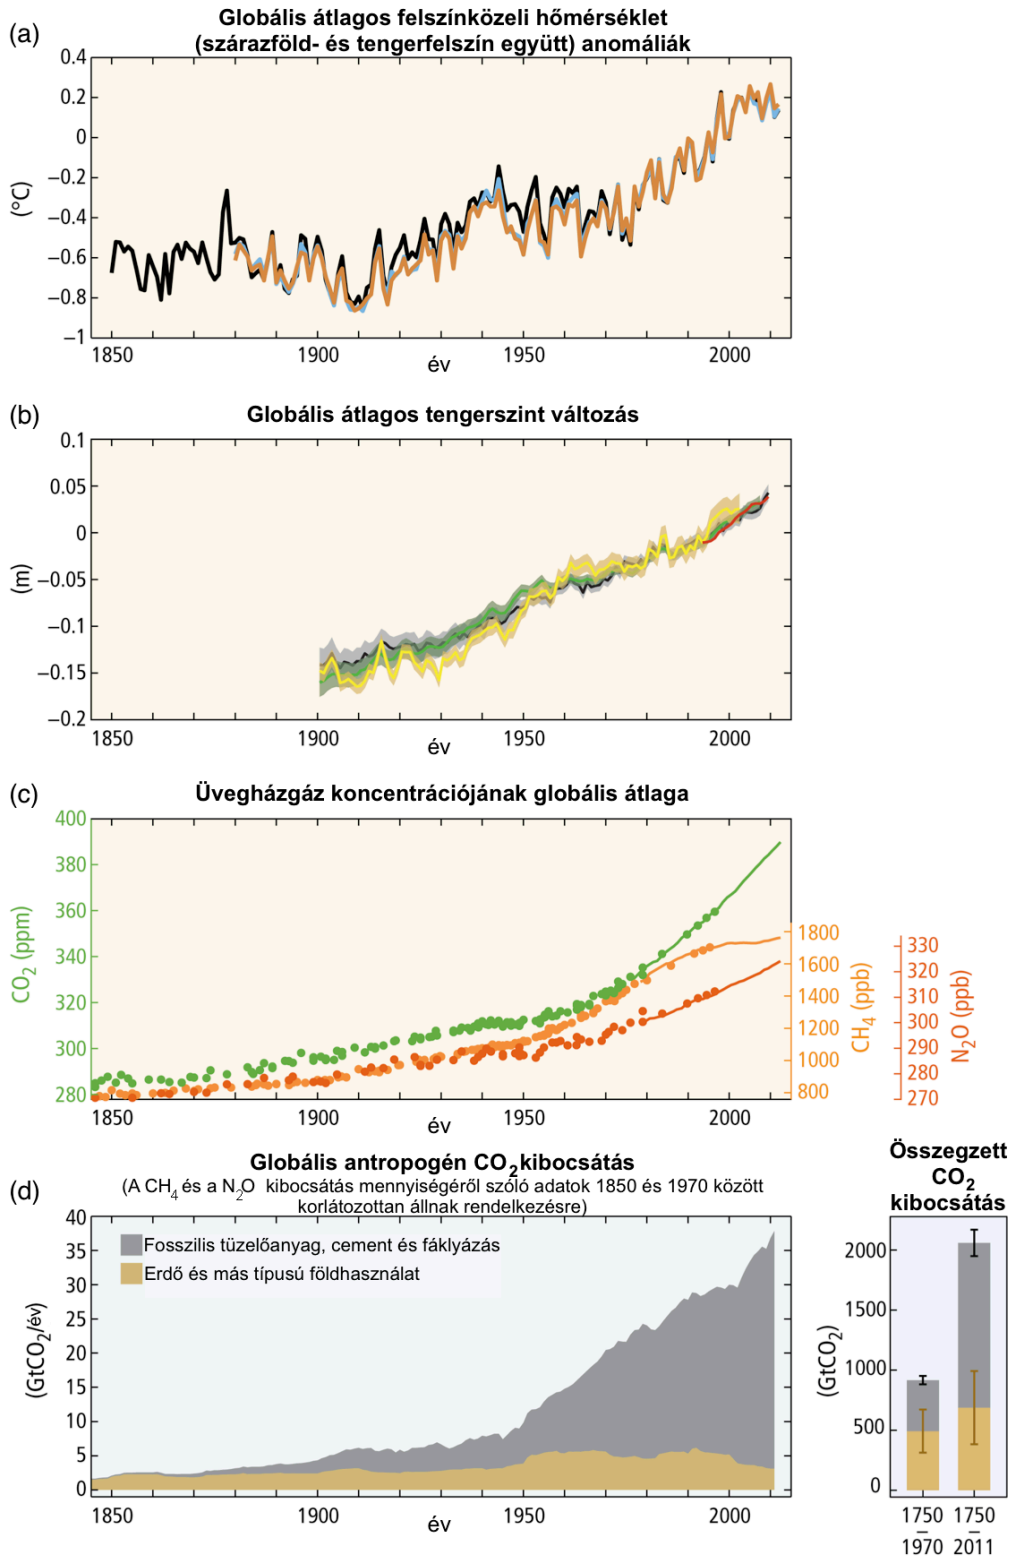 (a)
Globális átlagos felszínközeli hőmérséklet
(szárazföld- és tengerfelszín együtt) anomáliák
0.4
0.2
0
−0.2
−0.4
−0.6
−0.8
−1
(°C)
1850
1900
1950
2000
év
(b)
Globális átlagos tengerszint változás
0.1
0.05
0
−0.05
−0.1
−0.15
−0.2
(m)
1850
1900
1950
2000
év
(c)
Üvegházgáz koncentrációjának globális átlaga
400
380
360
340
320
300
280
CO2 (ppm)
1800
1600
1400
1200
1000
800
CH4 (ppb)
330
320
310
300
290
280
270
N2O (ppb)
1850
1900
1950
2000
év
(d)
Globális antropogén CO2 kibocsátás
(A CH4 és a N2O kibocsátás mennyiségéről szóló adatok 1850 és 1970 között
korlátozottan állnak rendelkezésre)
40
35
30
25
20
15
10
5
0
(GtCO2/év)
Fosszilis tüzelőanyag, cement és fáklyázás
Erdő és más típusú földhasználat
1850
1900
1950
2000
év
Összegzett
CO2
kibocsátás
2000
1500
1000
500
0
(GtCO2)
1750
–
1970
1750
–
2011